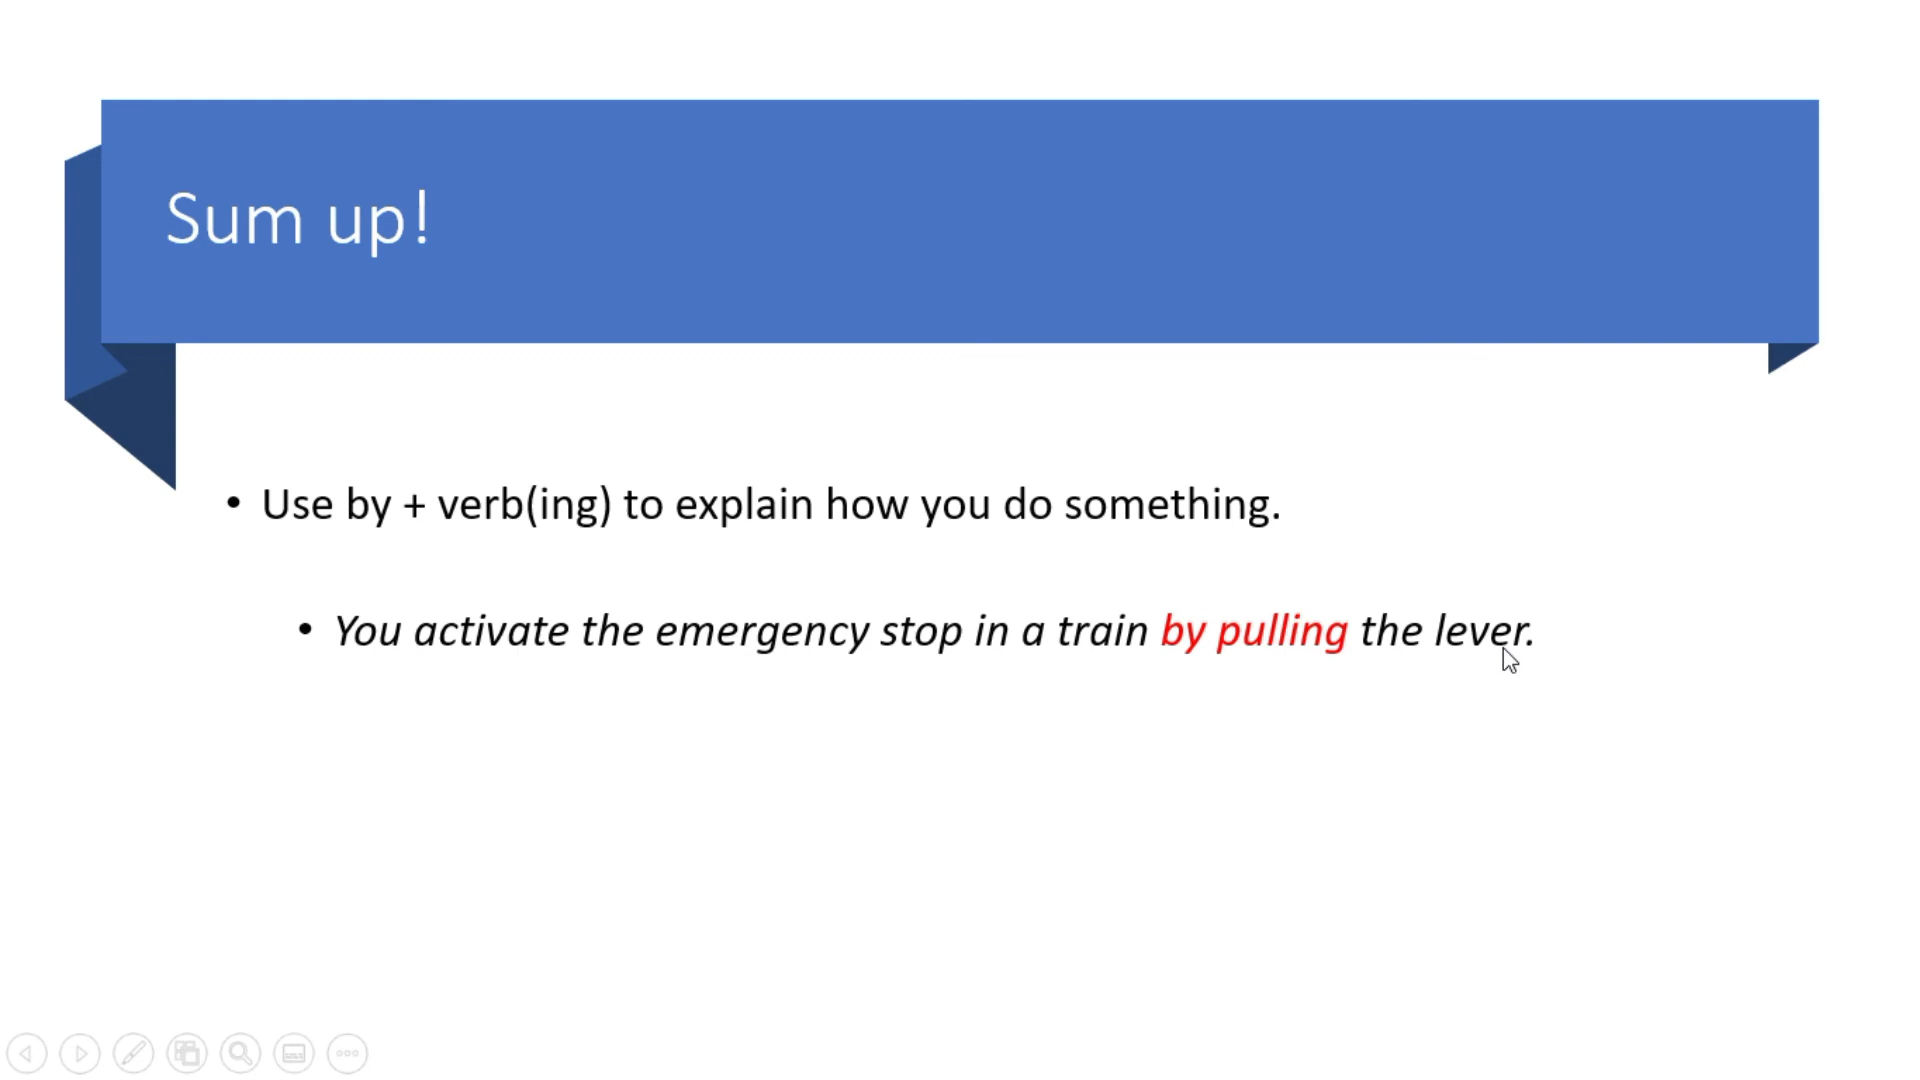 Sum up!
• Use by + verb(ing) to explain how you do something.
• You activate the emergency stop in a train by pulling the lever.